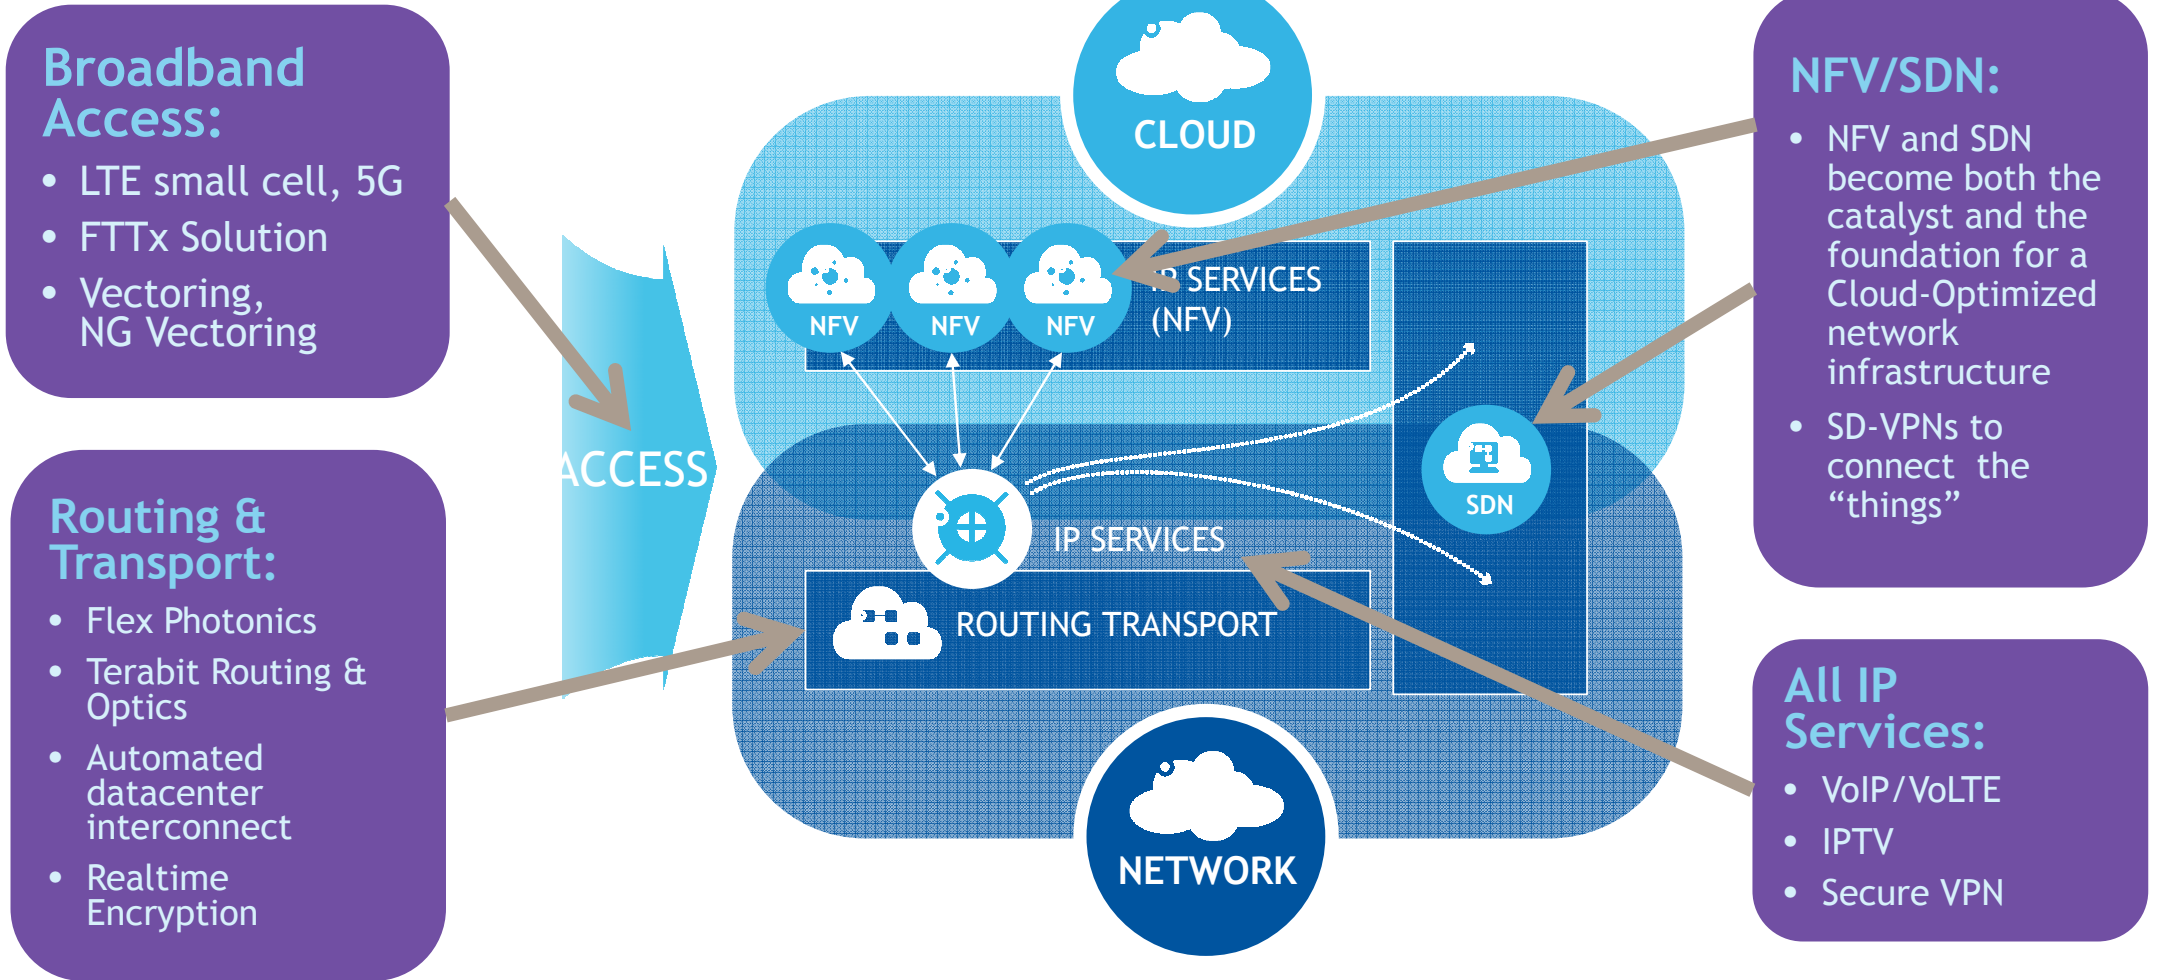 Broadband
Access:
• LTE small cell, 5G
• FTTx Solution
• Vectoring,
NG Vectoring
Routing &
Transport:
• Flex Photonics
• Terabit Routing &
Optics
• Automated
datacenter
interconnect
• Realtime
Encryption
ACCESS
CLOUD
NFV
NFV
NFV
IP SERVICES
(NFV)
SDN
IP SERVICES
ROUTING TRANSPORT
NETWORK
NFV/SDN:
• NFV and SDN
become both the
catalyst and the
foundation for a
Cloud-Optimized
network
infrastructure
• SD-VPNs to
connect the
“things”
All IP
Services:
• VoIP/VoLTE
• IPTV
• Secure VPN